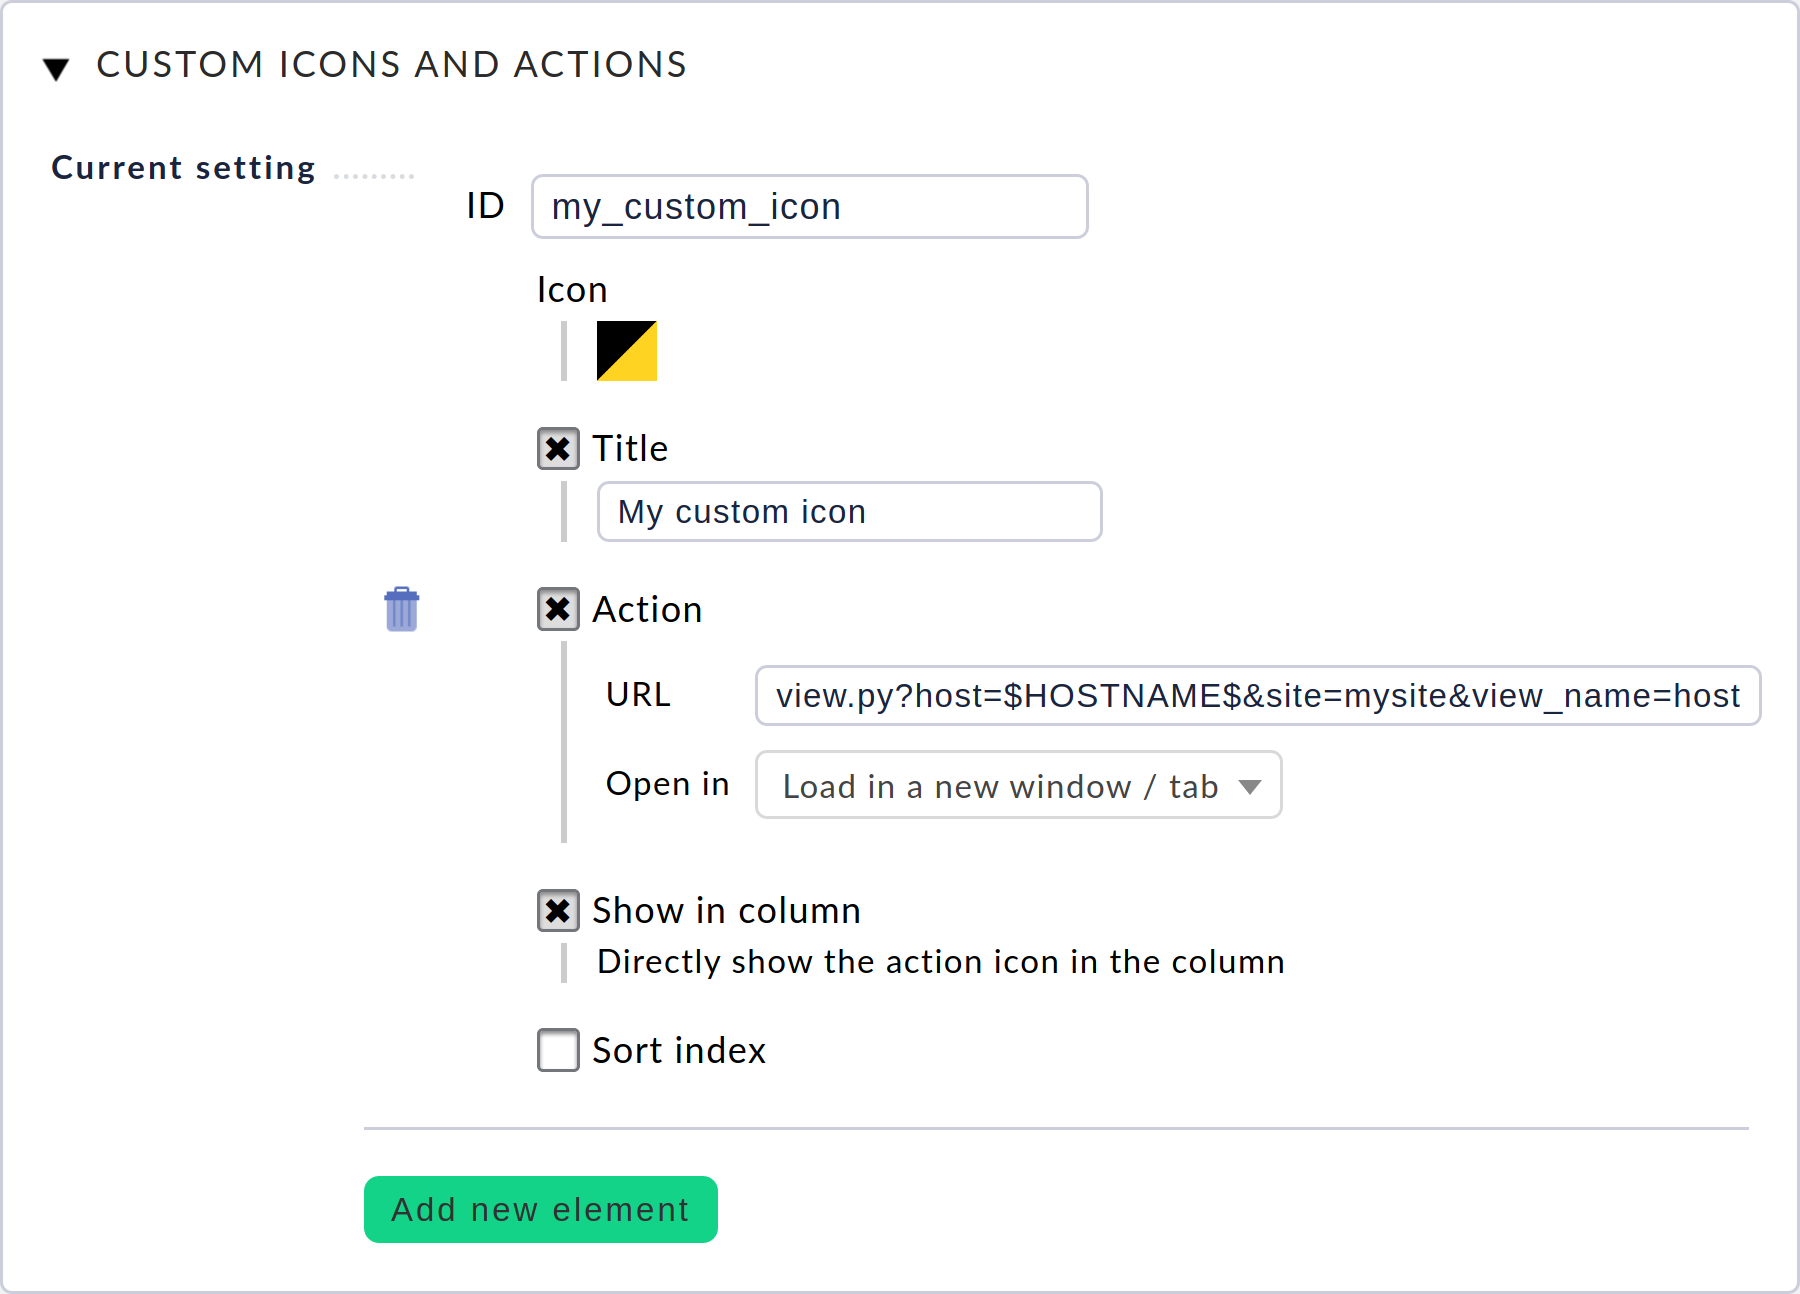 CUSTOM ICONS AND ACTIONS
Current setting
ID my_custom_icon
Icon
Title
My custom icon
Action
URL view.py?host=$HOSTNAME$&site=mysite&view_name=host
Open in Load in a new window / tab
Show in column
Directly show the action icon in the column
Sort index
Add new element